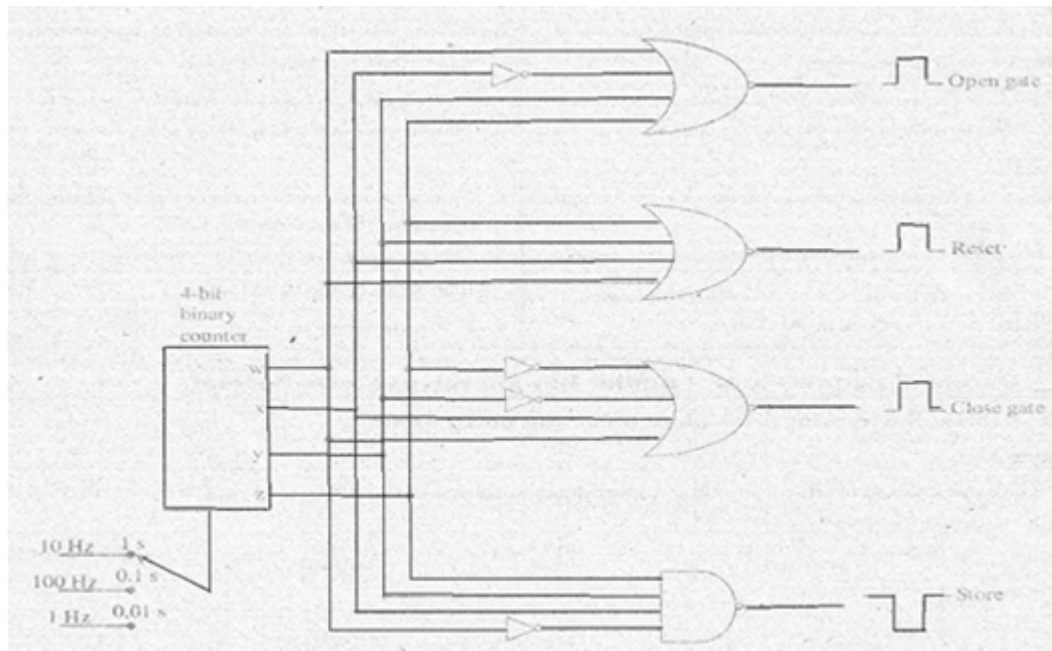 Open gate
Reset
4-bit
binary
counter
w
x
y
z
Close gate
10 Hz 1 s
100 Hz 0.1 s
1 Hz 0.01 s
Store